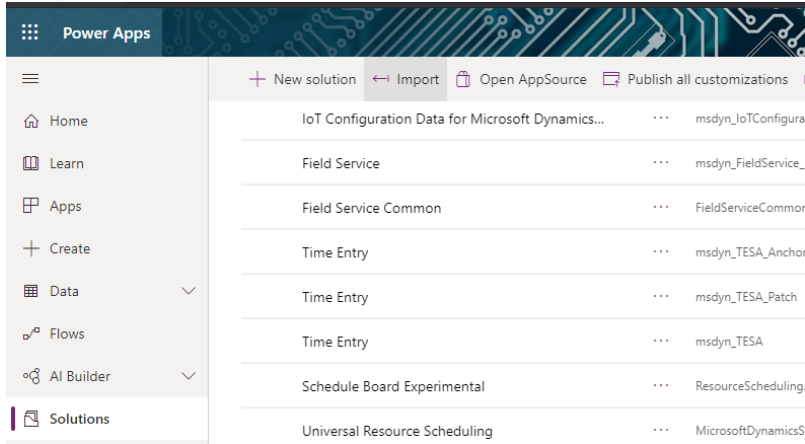 Power Apps
New solution Import Open AppSource Publish all customizations
Home
IoT Configuration Data for Microsoft Dynamics... ... msdyn_IoTConfigura
Learn
Field Service ... msdyn_FieldService_
Apps
Field Service Common ... FieldServiceCommon
Create
Time Entry ... msdyn_TESA_Anchor
Data
Time Entry ... msdyn_TESA_Patch
Flows
Time Entry ... msdyn_TESA
AI Builder
Schedule Board Experimental ... ResourceScheduling.
Solutions
Universal Resource Scheduling ... MicrosoftDynamicsS